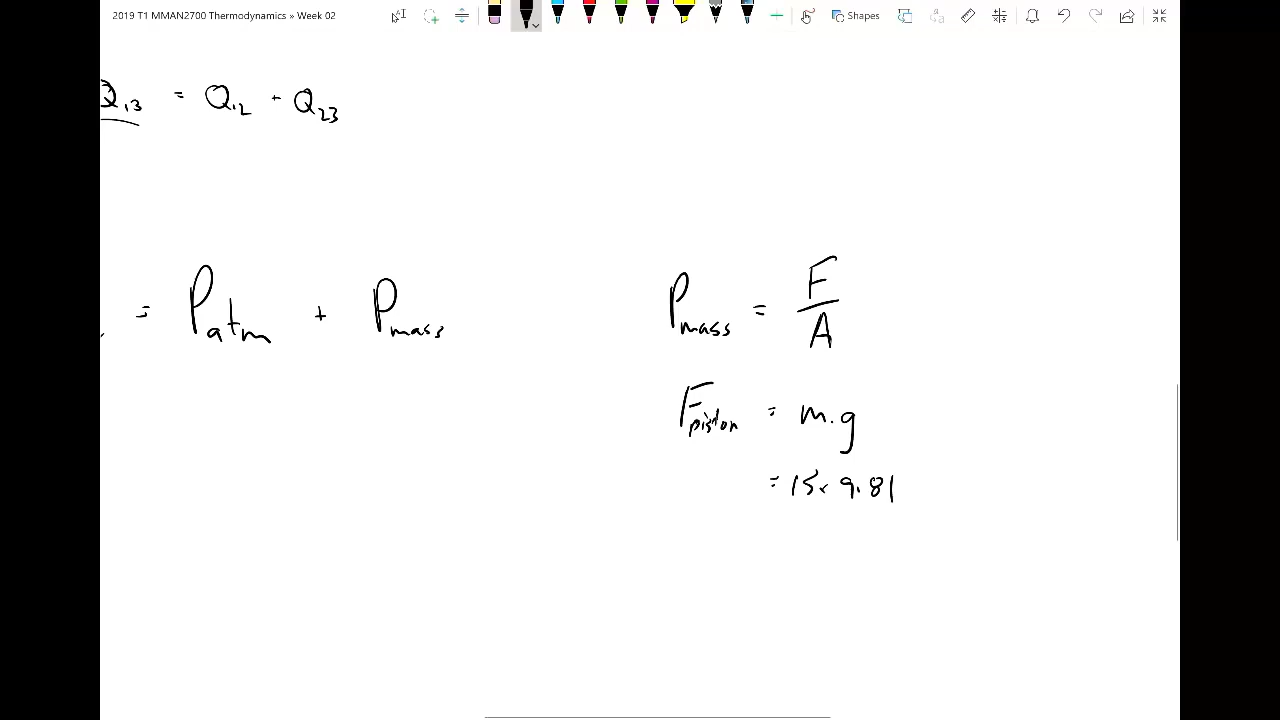 2019 T1 MMAN2700 Thermodynamics » Week 02
Shapes
Q13 = Q12 + Q23
= Patm + Pmass
Pmass = F/A
Fpiston = m.g
= 15 × 9.81